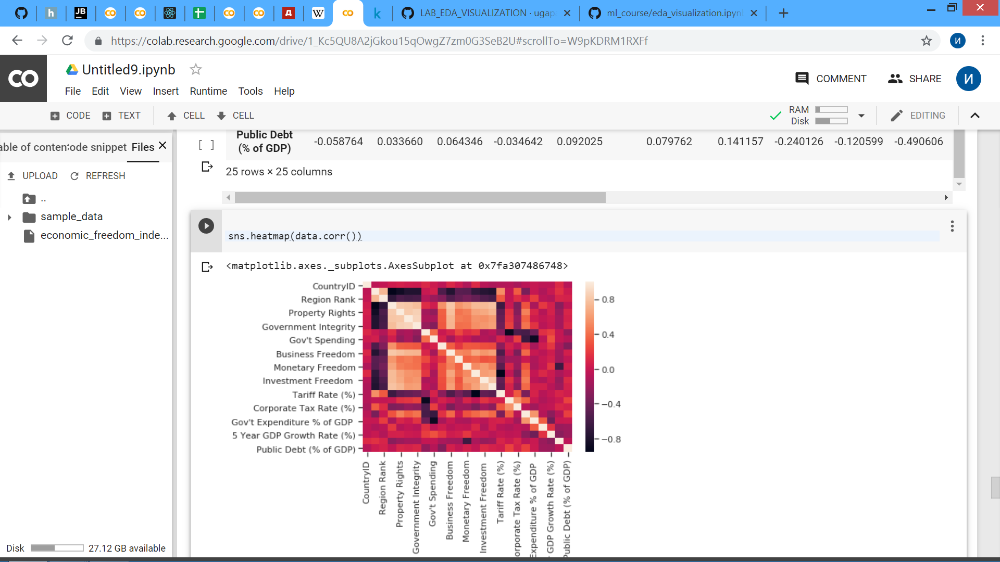 h
JB
Д
W
k
LAB_EDA_VISUALIZATION · ugap
ml_course/eda_visualization.ipyn
https://colab.research.google.com/drive/1_Kc5QU8A2jGkou15qOwgZ7zm0G3SeB2U#scrollTo=W9pKDRM1RXFf
И
CO
Untitled9.ipynb
COMMENT
SHARE
И
File Edit View Insert Runtime Tools Help
CODE TEXT CELL CELL
RAM
Disk
EDITING
able of conten
ode snippet
Files
UPLOAD REFRESH
..
sample_data
economic_freedom_inde...
Disk 27.12 GB available
[ ]
Public Debt
(% of GDP)
-0.058764 0.033660 0.064346 -0.034642 0.092025 0.079762 0.141157 -0.240126 -0.120599 -0.490606
25 rows × 25 columns
sns.heatmap(data.corr())
<matplotlib.axes._subplots.AxesSubplot at 0x7fa307486748>
CountryID
Region Rank
Property Rights
Government Integrity
Gov't Spending
Business Freedom
Monetary Freedom
Investment Freedom
Tariff Rate (%)
Corporate Tax Rate (%)
Gov't Expenditure % of GDP
5 Year GDP Growth Rate (%)
Public Debt (% of GDP)
0.8
0.4
0.0
−0.4
−0.8
CountryID
Region Rank
Property Rights
Government Integrity
Gov't Spending
Business Freedom
Monetary Freedom
Investment Freedom
Tariff Rate (%)
orporate Tax Rate (%)
Expenditure % of GDP
GDP Growth Rate (%)
Public Debt (% of GDP)